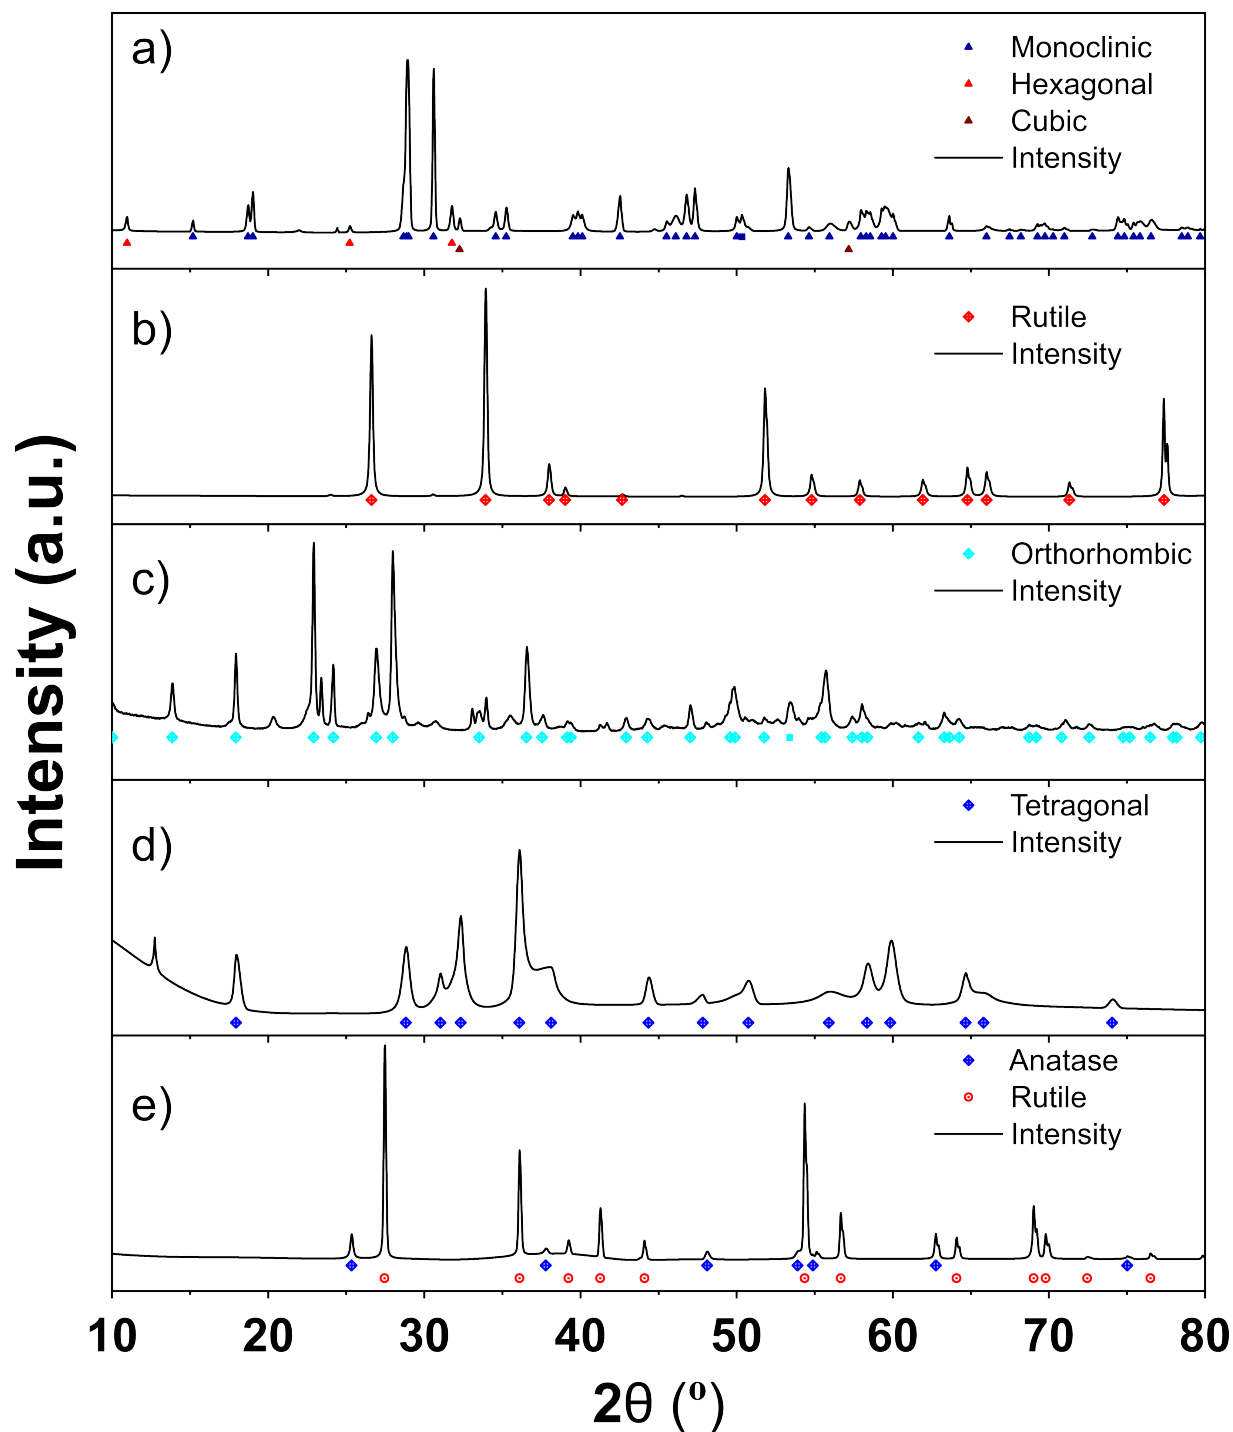 a)
Monoclinic
Hexagonal
Cubic
Intensity
b)
Rutile
Intensity
c)
Orthorhombic
Intensity
d)
Tetragonal
Intensity
e)
Anatase
Rutile
Intensity
Intensity (a.u.)
10 20 30 40 50 60 70 80
2θ (º)